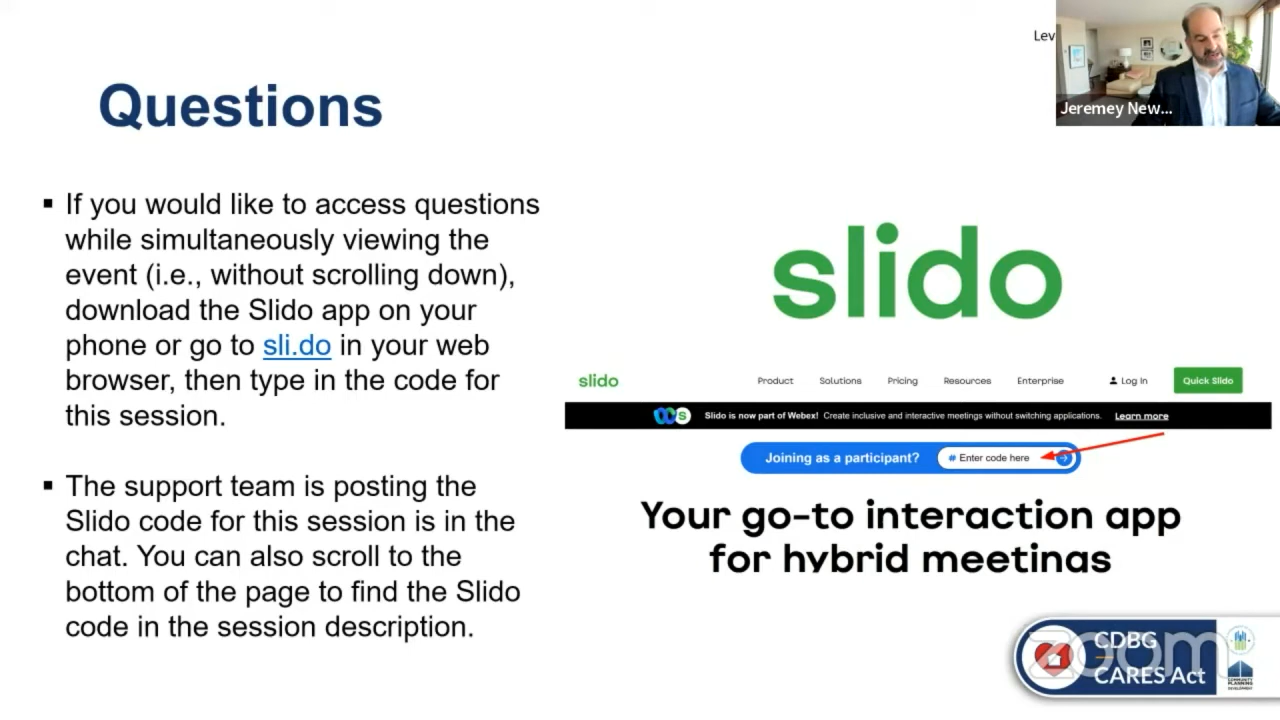 Lev
Jeremey New...
Questions
▪ If you would like to access questions
while simultaneously viewing the
event (i.e., without scrolling down),
download the Slido app on your
phone or go to sli.do in your web
browser, then type in the code for
this session.
▪ The support team is posting the
Slido code for this session is in the
chat. You can also scroll to the
bottom of the page to find the Slido
code in the session description.
slido
slido Product Solutions Pricing Resources Enterprise Log In Quick Slido
Slido is now part of Webex! Create inclusive and interactive meetings without switching applications. Learn more
Joining as a participant? # Enter code here
Your go-to interaction app
for hybrid meetings
zoom
CDBG
CARES Act
COMMUNITY
PLANNING
DEVELOPMENT